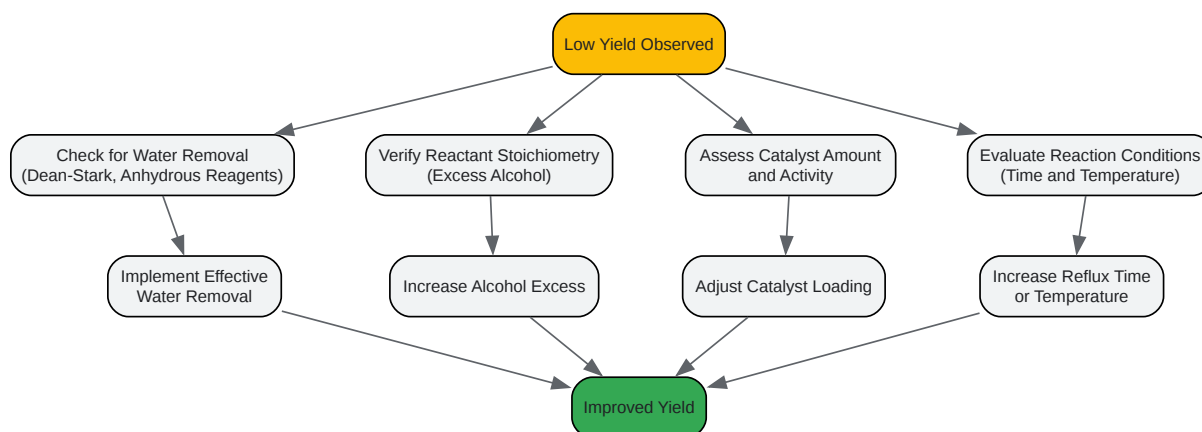 Low Yield Observed
Check for Water Removal
(Dean-Stark, Anhydrous Reagents)
Verify Reactant Stoichiometry
(Excess Alcohol)
Assess Catalyst Amount
and Activity
Evaluate Reaction Conditions
(Time and Temperature)
Implement Effective
Water Removal
Increase Alcohol Excess
Adjust Catalyst Loading
Increase Reflux Time
or Temperature
Improved Yield